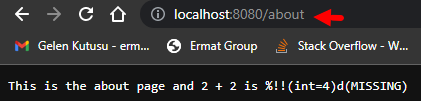 localhost:8080/about
Gelen Kutusu - erm... Ermat Group Stack Overflow - W...
This is the about page and 2 + 2 is %!!(int=4)d(MISSING)